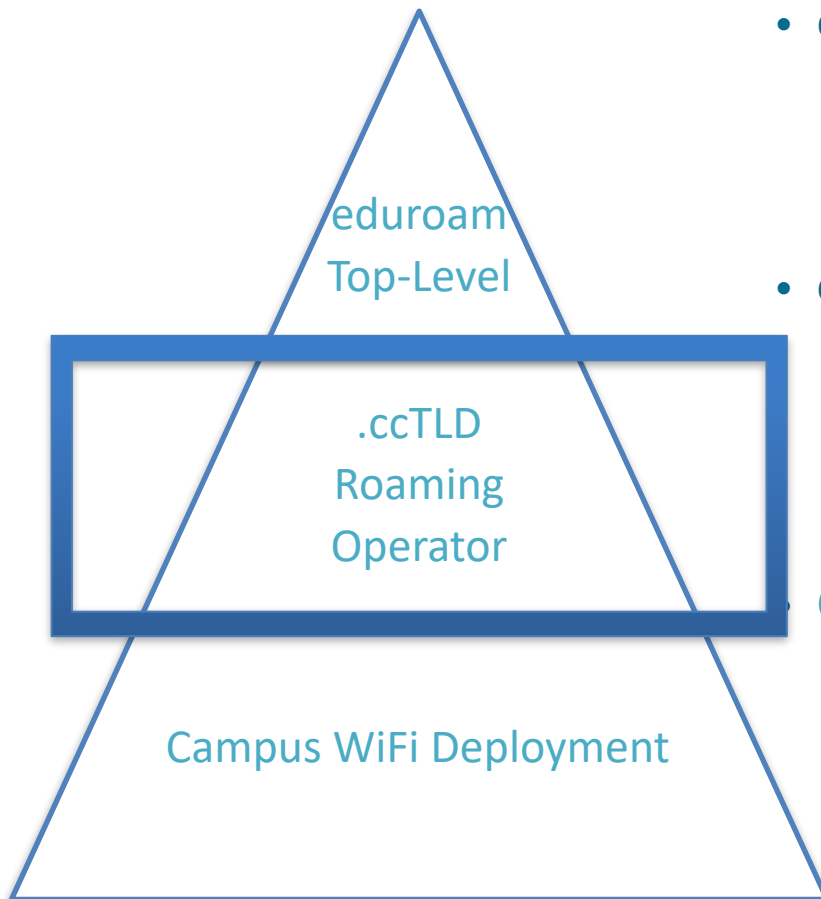 eduroam
Top-Level
.ccTLD
Roaming
Operator
Campus WiFi Deployment